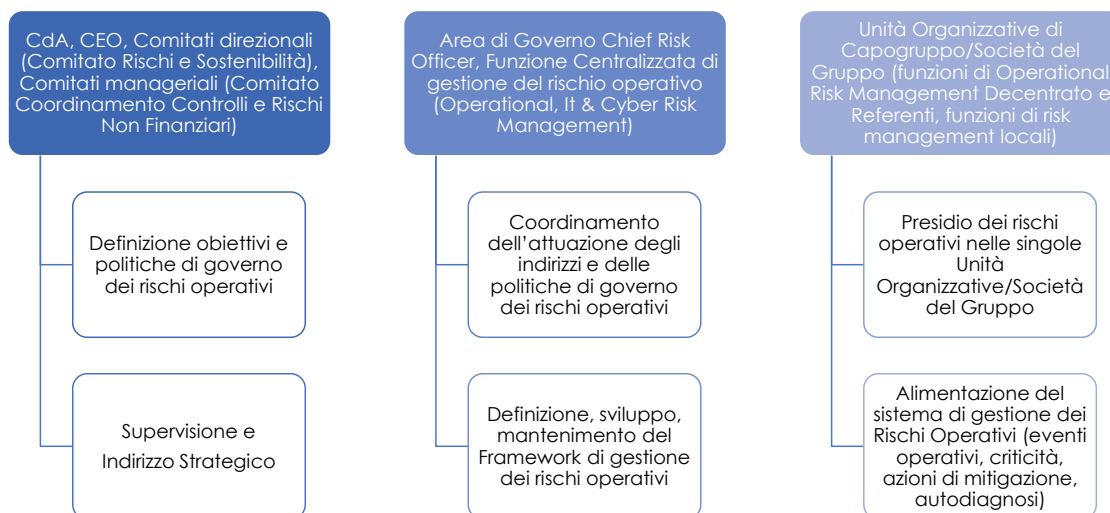 CdA, CEO, Comitati direzionali
(Comitato Rischi e Sostenibilità),
Comitati manageriali (Comitato
Coordinamento Controlli e Rischi
Non Finanziari)
Definizione obiettivi e
politiche di governo
dei rischi operativi
Supervisione e
Indirizzo Strategico
Area di Governo Chief Risk
Officer, Funzione Centralizzata di
gestione del rischio operativo
(Operational, It & Cyber Risk
Management)
Coordinamento
dell’attuazione degli
indirizzi e delle
politiche di governo
dei rischi operativi
Definizione, sviluppo,
mantenimento del
Framework di gestione
dei rischi operativi
Unità Organizzative di
Capogruppo/Società del
Gruppo (funzioni di Operational
Risk Management Decentrato e
Referenti, funzioni di risk
management locali)
Presidio dei rischi
operativi nelle singole
Unità
Organizzative/Società
del Gruppo
Alimentazione del
sistema di gestione dei
Rischi Operativi (eventi
operativi, criticità,
azioni di mitigazione,
autodiagnosi)